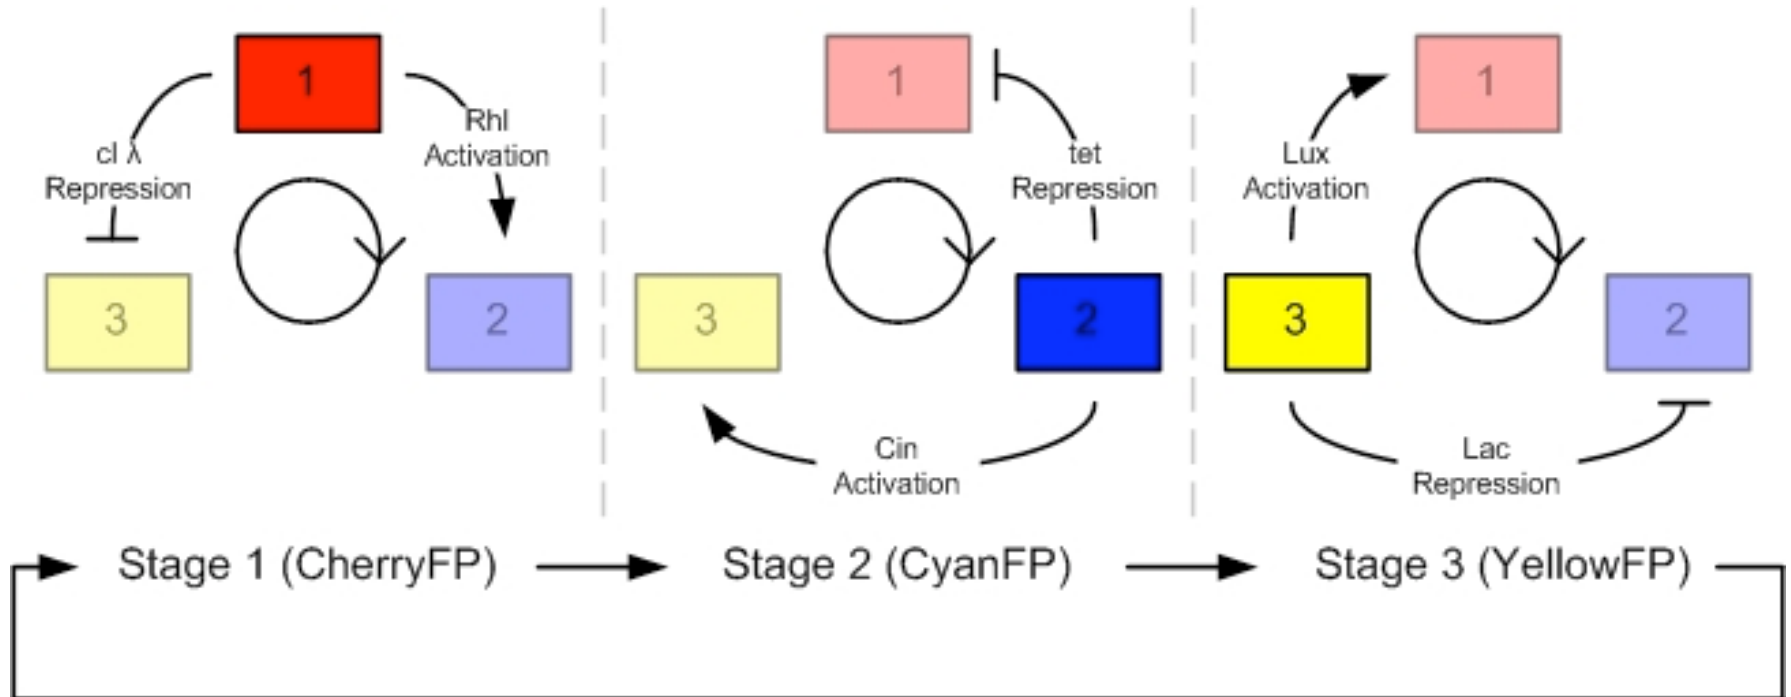 1
Rhl
Activation
cI λ
Repression
3
2
1
tet
Repression
3
2
Cin
Activation
1
Lux
Activation
3
2
Lac
Repression
Stage 1 (CherryFP)
Stage 2 (CyanFP)
Stage 3 (YellowFP)